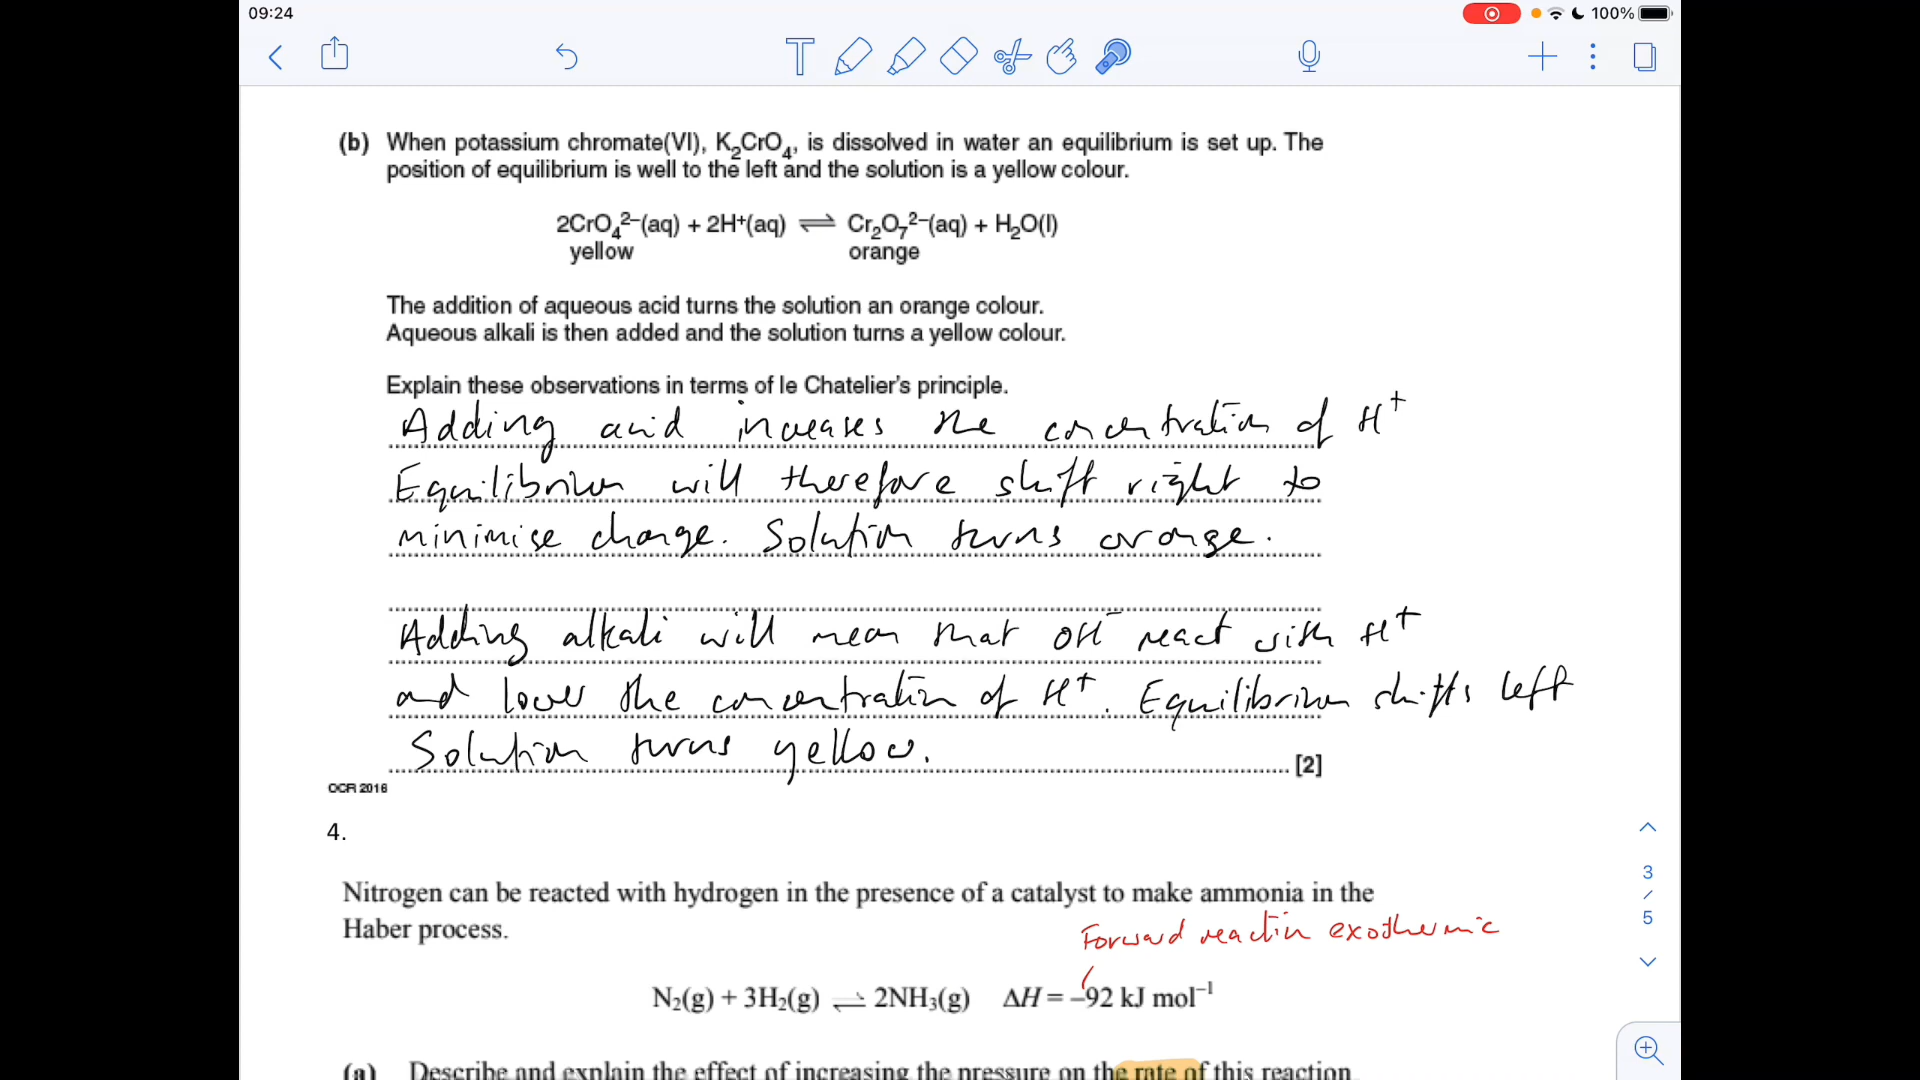 09:24
100%
(b) When potassium chromate(VI), K₂CrO₄, is dissolved in water an equilibrium is set up. The
position of equilibrium is well to the left and the solution is a yellow colour.
2CrO₄²⁻(aq) + 2H⁺(aq) ⇌ Cr₂O₇²⁻(aq) + H₂O(l)
yellow orange
The addition of aqueous acid turns the solution an orange colour.
Aqueous alkali is then added and the solution turns a yellow colour.
Explain these observations in terms of le Chatelier's principle.
Adding acid increases the concentration of H⁺
Equilibrium will therefore shift right to
minimise change. Solution turns orange.
Adding alkali will mean that OH⁻ react with H⁺
and lower the concentration of H⁺. Equilibrium shifts left
Solution turns yellow.
[2]
OCR 2016
4.
Nitrogen can be reacted with hydrogen in the presence of a catalyst to make ammonia in the
Haber process.
Forward reaction exothermic
N₂(g) + 3H₂(g) ⇌ 2NH₃(g) ΔH = –92 kJ mol⁻¹
(a) Describe and explain the effect of increasing the pressure on the rate of this reaction
3
/
5